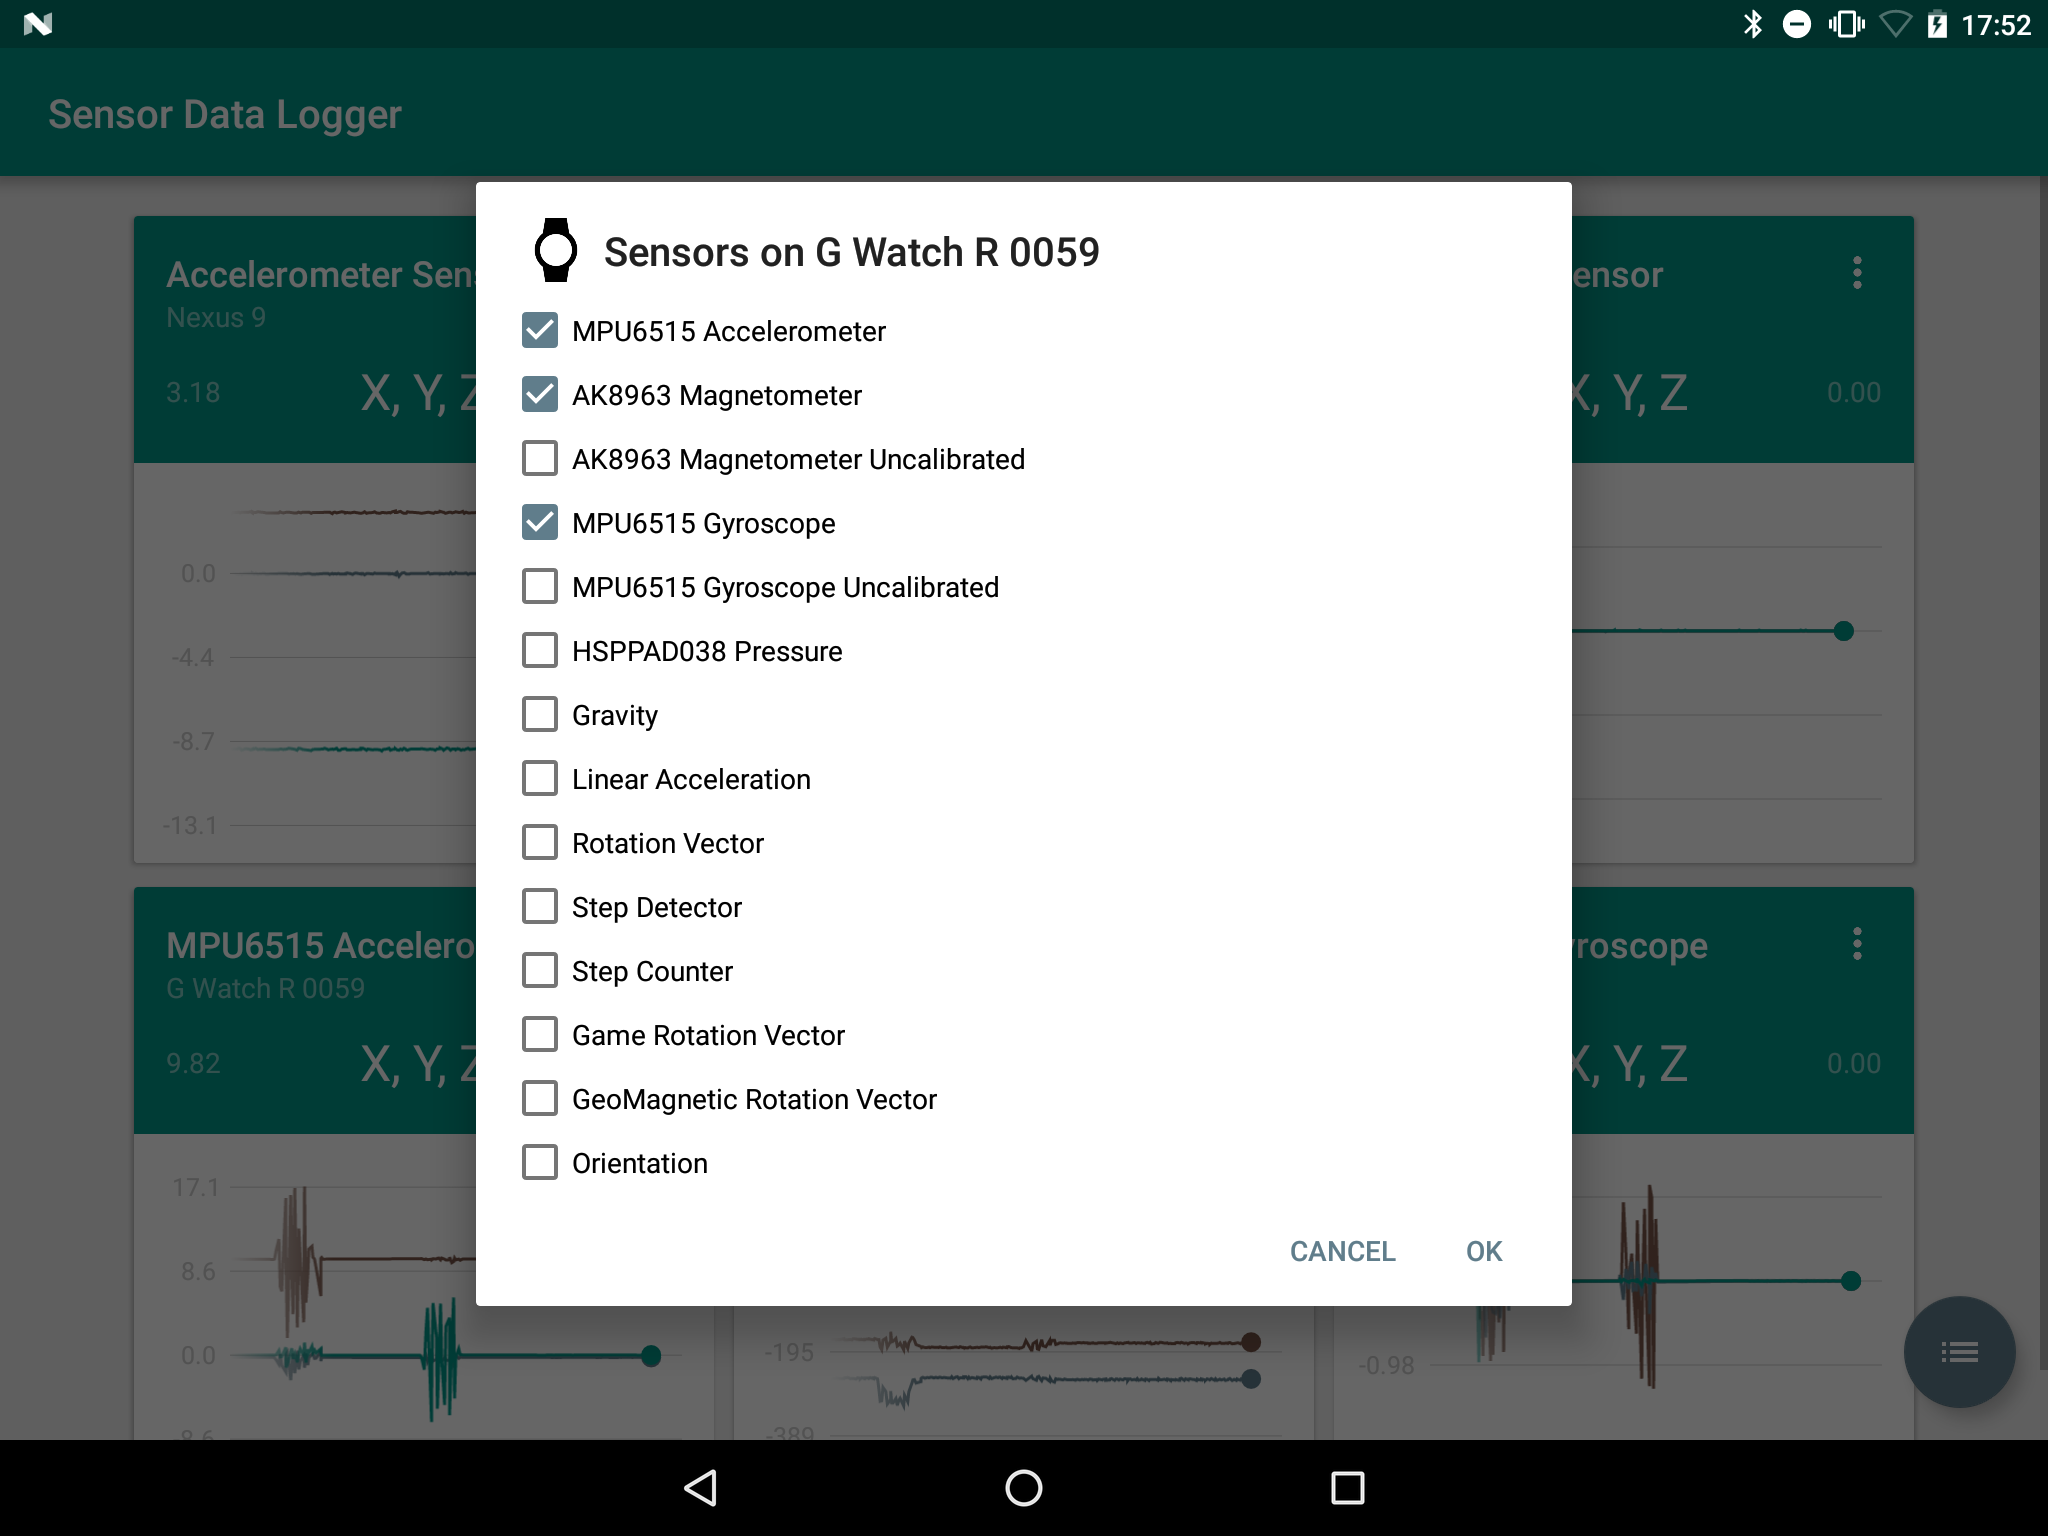 17:52
Sensor Data Logger
Accelerometer Sen
Nexus 9
3.18
X, Y, Z
0.0
-4.4
-8.7
-13.1
Sensors on G Watch R 0059
MPU6515 Accelerometer
AK8963 Magnetometer
AK8963 Magnetometer Uncalibrated
MPU6515 Gyroscope
MPU6515 Gyroscope Uncalibrated
HSPPAD038 Pressure
Gravity
Linear Acceleration
Rotation Vector
Step Detector
Step Counter
Game Rotation Vector
GeoMagnetic Rotation Vector
Orientation
CANCEL
OK
ensor
X, Y, Z
0.00
MPU6515 Accelero
G Watch R 0059
9.82
X, Y, Z
17.1
8.6
0.0
-8.6
-195
-389
yroscope
X, Y, Z
0.00
-0.98